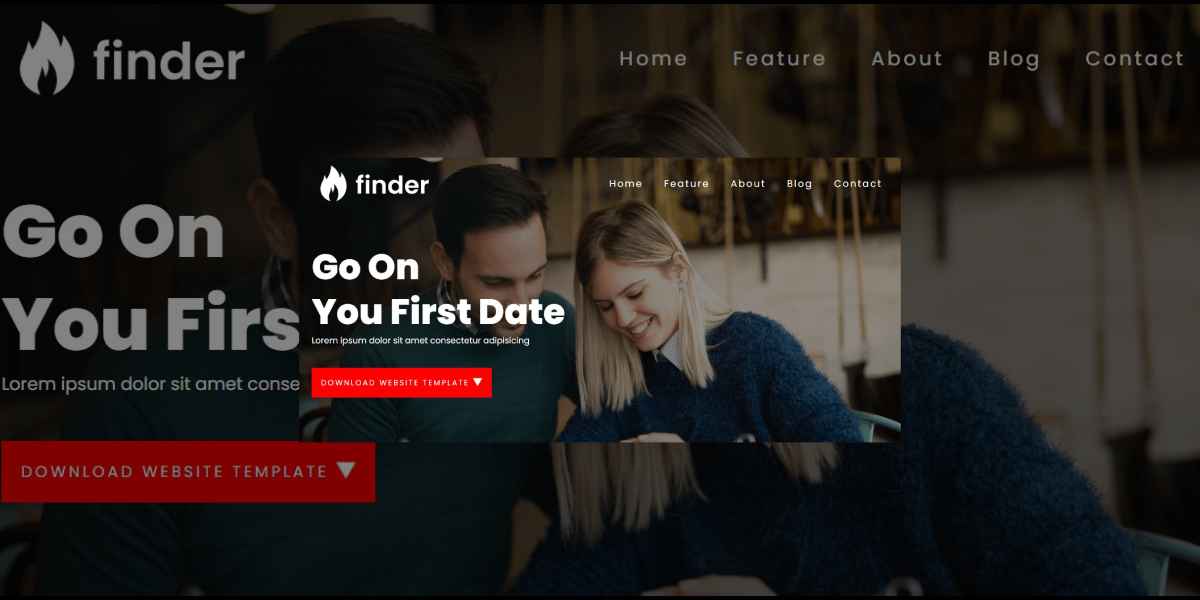 finder
Home Feature About Blog Contact
Go On
You Firs
Lorem ipsum dolor sit amet conse
DOWNLOAD WEBSITE TEMPLATE ▼
finder
Home Feature About Blog Contact
Go On
You First Date
Lorem ipsum dolor sit amet consectetur adipisicing
DOWNLOAD WEBSITE TEMPLATE ▼